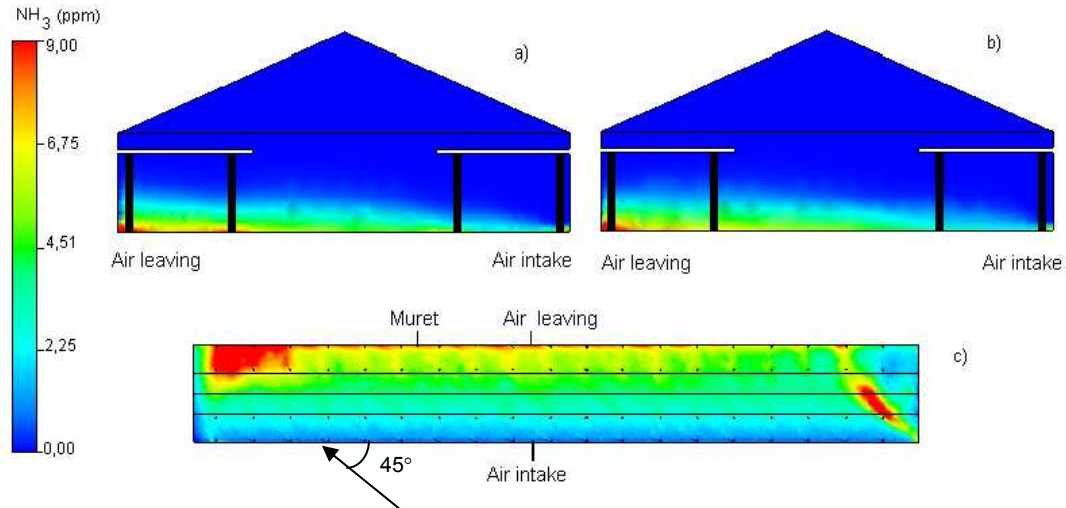 NH3 (ppm)
9,00
6,75
4,51
2,25
0,00
a)
b)
Air leaving
Air intake
Air leaving
Air intake
Muret
Air leaving
c)
45°
Air intake